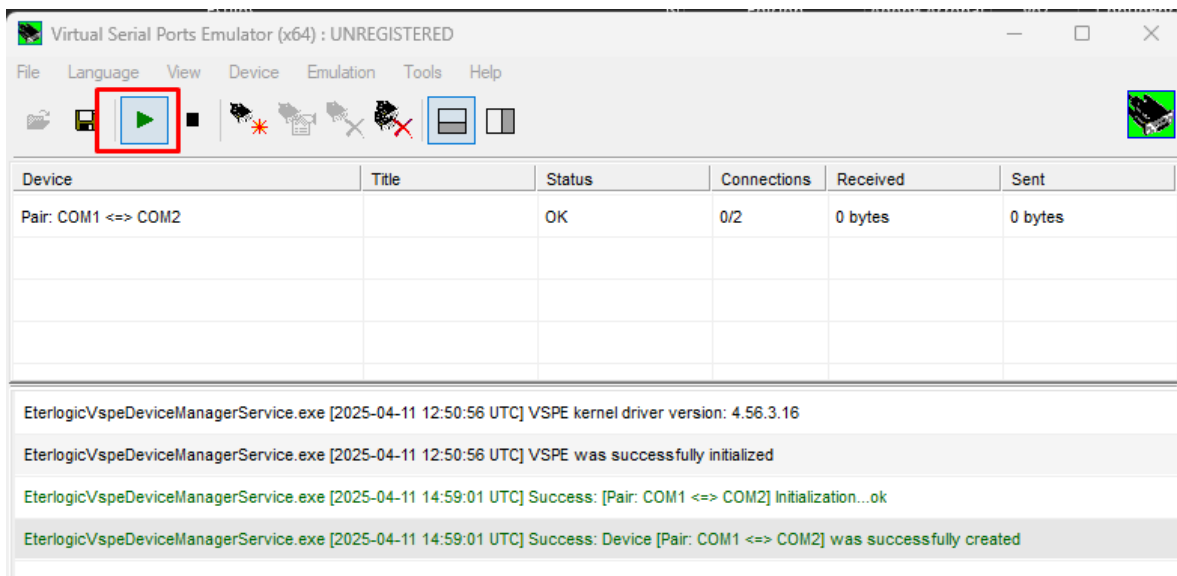 Virtual Serial Ports Emulator (x64) : UNREGISTERED
File Language View Device Emulation Tools Help
Device Title Status Connections Received Sent
Pair: COM1 <=> COM2 OK 0/2 0 bytes 0 bytes
EterlogicVspeDeviceManagerService.exe [2025-04-11 12:50:56 UTC] VSPE kernel driver version: 4.56.3.16
EterlogicVspeDeviceManagerService.exe [2025-04-11 12:50:56 UTC] VSPE was successfully initialized
EterlogicVspeDeviceManagerService.exe [2025-04-11 14:59:01 UTC] Success: [Pair: COM1 <=> COM2] Initialization...ok
EterlogicVspeDeviceManagerService.exe [2025-04-11 14:59:01 UTC] Success: Device [Pair: COM1 <=> COM2] was successfully created